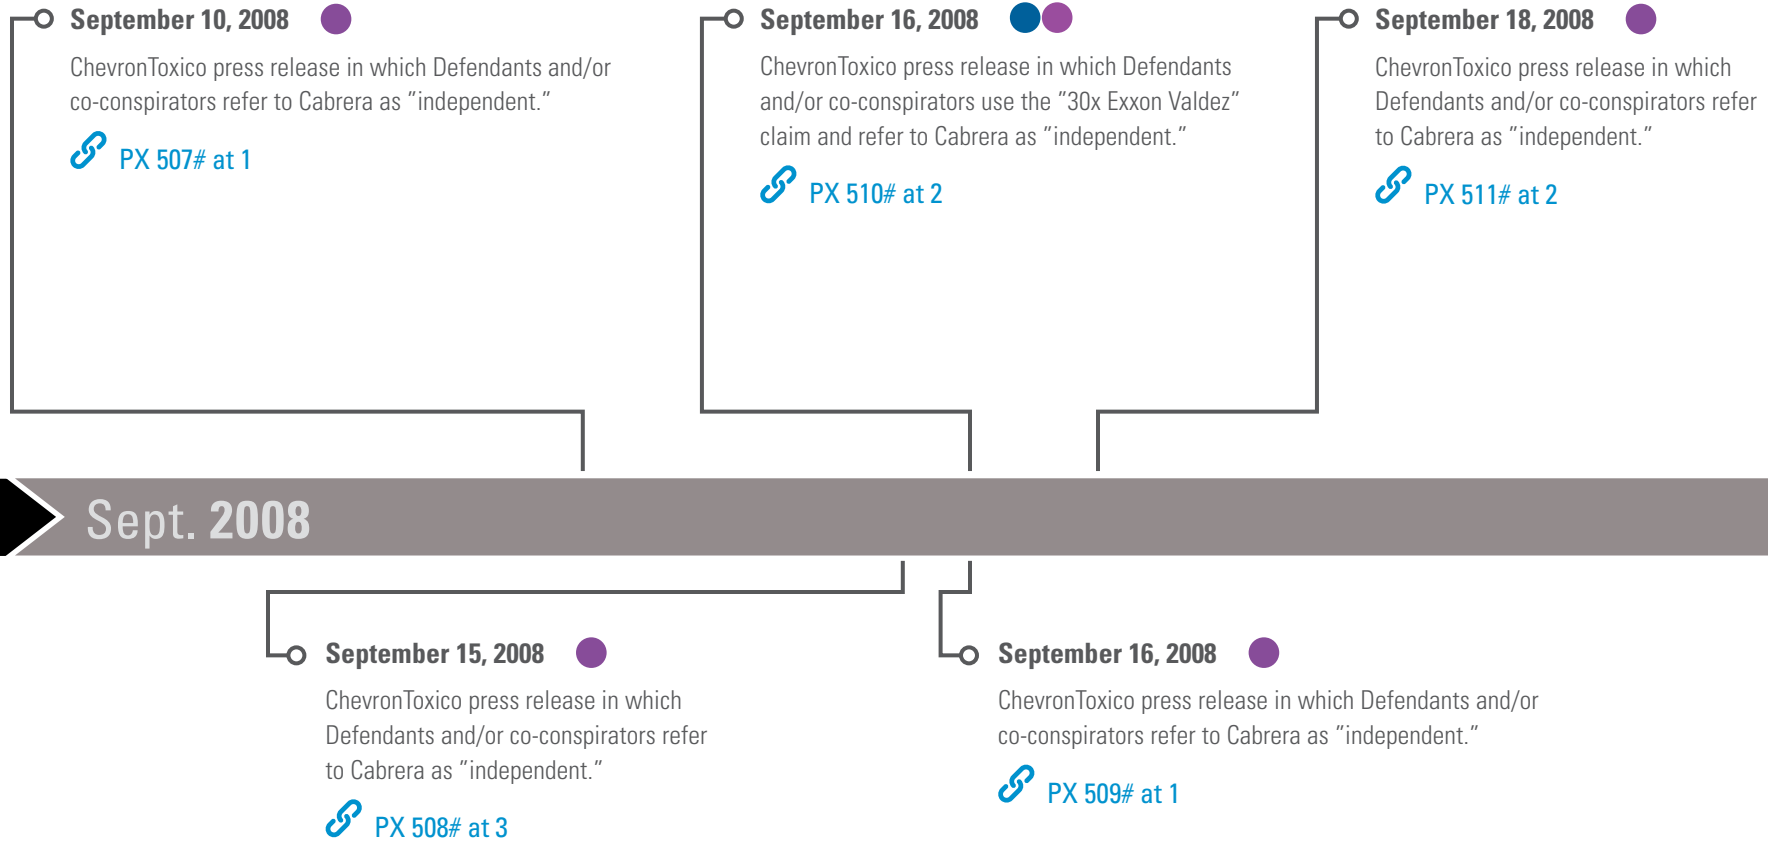 September 10, 2008
ChevronToxico press release in which Defendants and/or
co-conspirators refer to Cabrera as "independent."
PX 507# at 1
September 16, 2008
ChevronToxico press release in which Defendants
and/or co-conspirators use the "30x Exxon Valdez"
claim and refer to Cabrera as "independent."
PX 510# at 2
September 18, 2008
ChevronToxico press release in which
Defendants and/or co-conspirators refer
to Cabrera as "independent."
PX 511# at 2
Sept. 2008
September 15, 2008
ChevronToxico press release in which
Defendants and/or co-conspirators refer
to Cabrera as "independent."
PX 508# at 3
September 16, 2008
ChevronToxico press release in which Defendants and/or
co-conspirators refer to Cabrera as "independent."
PX 509# at 1